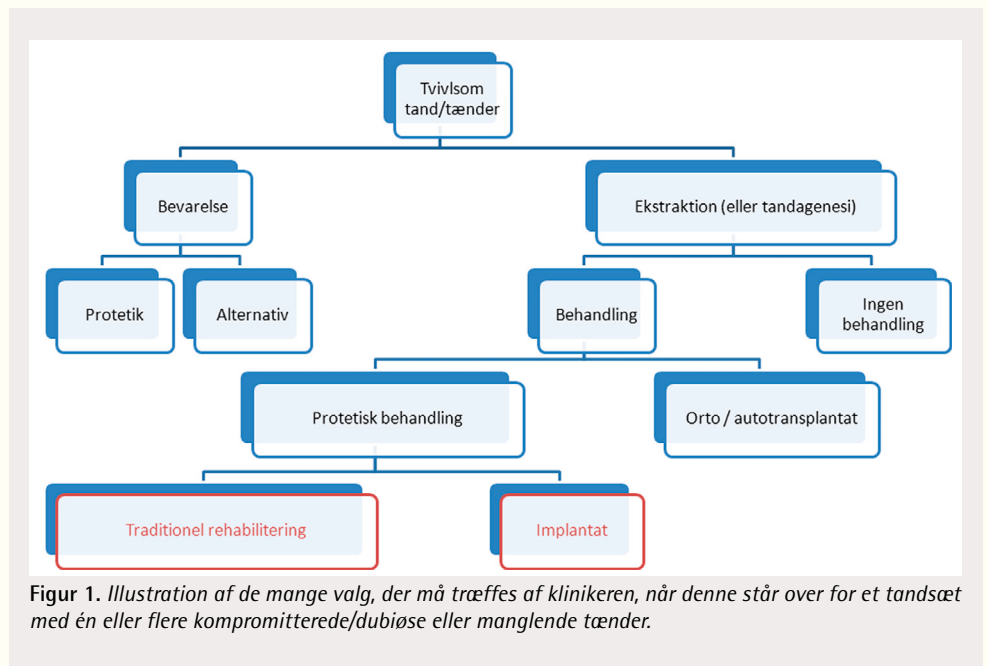 Tvivlsom
tand/tænder
Bevarelse
Ekstraktion (eller tandagenesi)
Protetik
Alternativ
Behandling
Ingen
behandling
Protetisk behandling
Orto / autotransplantat
Traditionel rehabilitering
Implantat
Figur 1. Illustration af de mange valg, der må træffes af klinikeren, når denne står over for et tandsæt
med én eller flere kompromitterede/dubiøse eller manglende tænder.